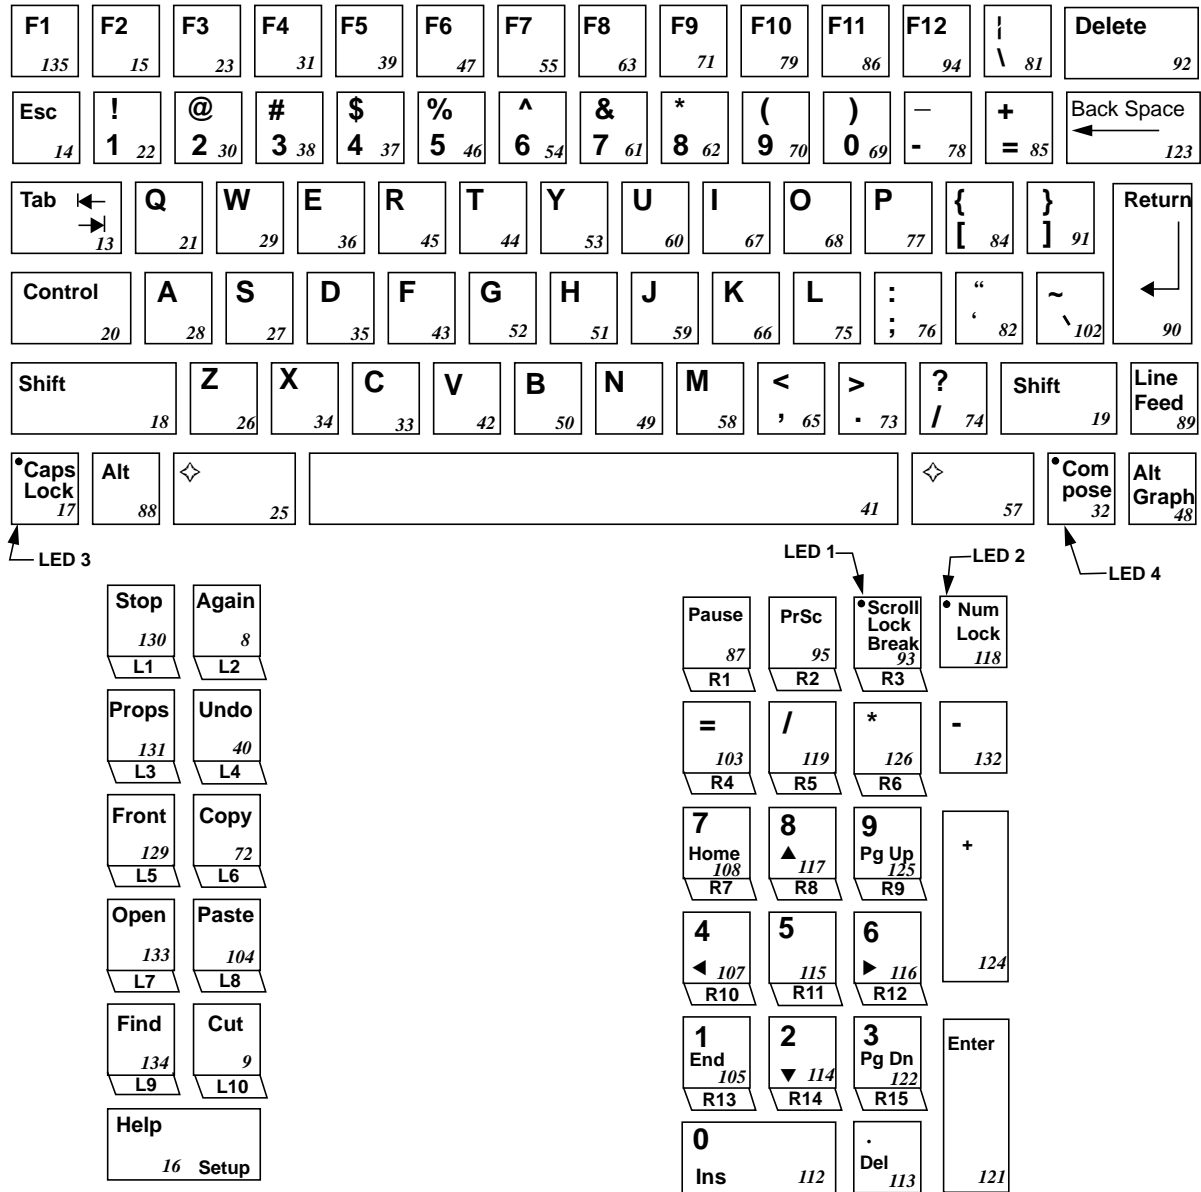 F1 F2 F3 F4 F5 F6 F7 F8 F9 F10 F11 F12 ¦ Delete
135 15 23 31 39 47 55 63 71 79 86 94 \ 81 92
Esc ! @ # $ % ^ & * ( ) _ + Back Space
14 1 22 2 30 3 38 4 37 5 46 6 54 7 61 8 62 9 70 0 69 - 78 = 85 123
Tab Q W E R T Y U I O P { } Return
13 21 29 36 45 44 53 60 67 68 77 [ 84 ] 91
Control A S D F G H J K L : “ ~
20 28 27 35 43 52 51 59 66 75 ; 76 ‘ 82 ` 102 90
Shift Z X C V B N M < > ? Shift Line
Feed
18 26 34 33 42 50 49 58 , 65 . 73 / 74 19 89
Caps Alt Com Alt
Lock pose Graph
17 88 25 41 57 32 48
LED 3 LED 1 LED 2 LED 4
Stop Again
130 8
L1 L2
Props Undo
131 40
L3 L4
Front Copy
129 72
L5 L6
Open Paste
133 104
L7 L8
Find Cut
134 9
L9 L10
Help
16 Setup
Pause PrSc Scroll Num
Lock Lock
Break
87 95 93 118
R1 R2 R3
= / * -
103 119 126 132
R4 R5 R6
7 8 9 +
Home Pg Up
108 117 125
R7 R8 R9
4 5 6
107 115 116 124
R10 R11 R12
1 2 3 Enter
End Pg Dn
105 114 122
R13 R14 R15
0 .
Ins 112 Del 113 121